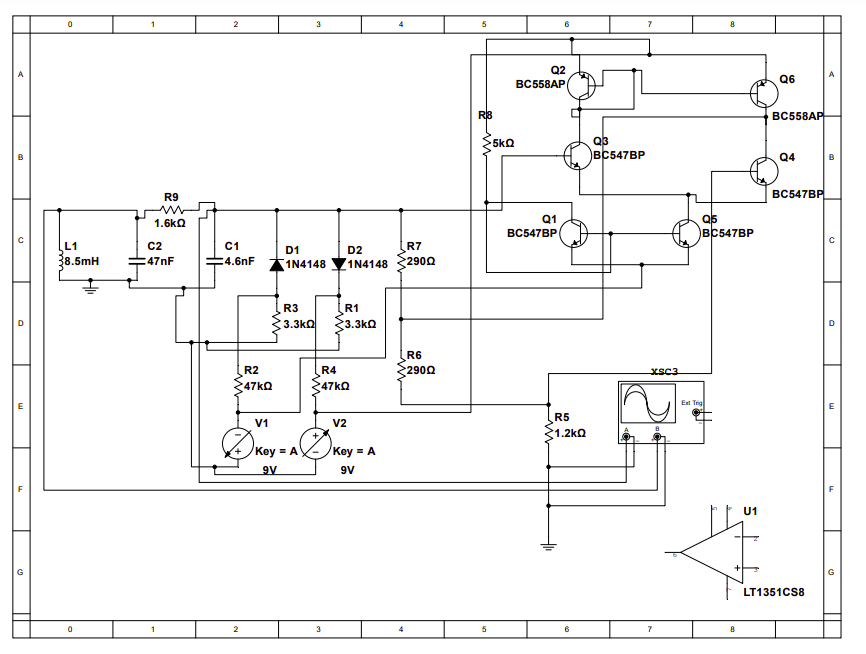 0 1 2 3 4 5 6 7 8
A A
Q2
BC558AP
Q6
BC558AP
R8
5kΩ
B B
Q3
BC547BP
Q4
BC547BP
R9
1.6kΩ
C C
L1
8.5mH
C2
47nF
C1
4.6nF
D1
1N4148
D2
1N4148
R7
290Ω
Q1
BC547BP
Q5
BC547BP
D D
R3
3.3kΩ
R1
3.3kΩ
R2
47kΩ
R4
47kΩ
R6
290Ω
E E
XSC3
Ext Trig
A B
R5
1.2kΩ
V1
Key = A
9V
V2
Key = A
9V
F F
U1
G G
LT1351CS8
0 1 2 3 4 5 6 7 8